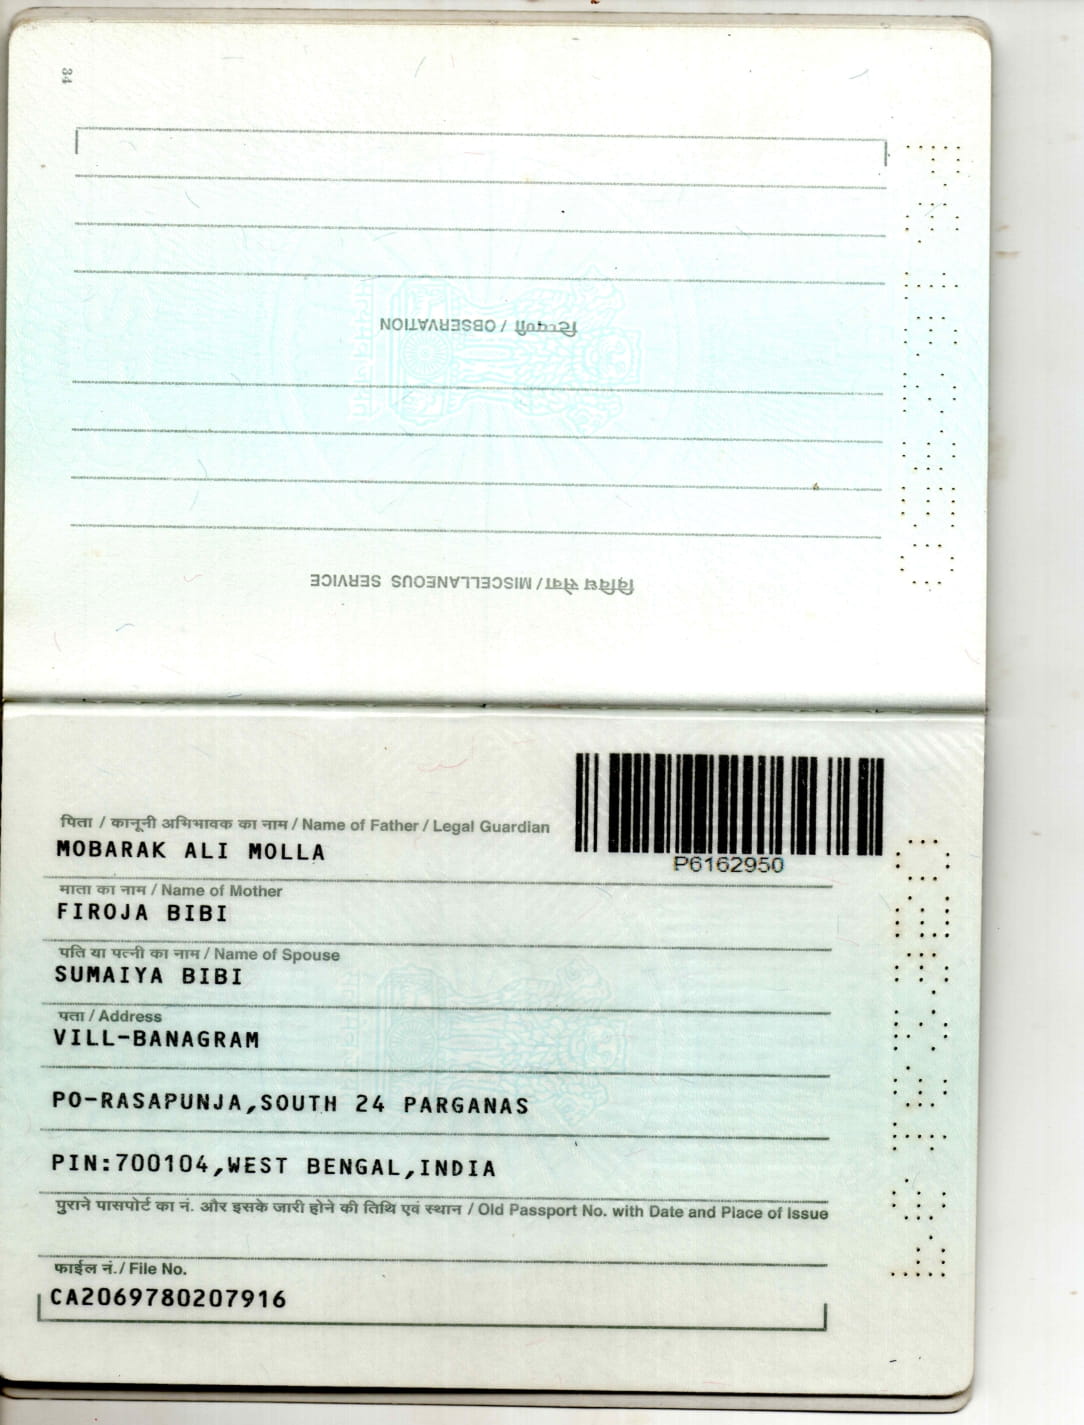 34
टिप्पणी / OBSERVATION
विविध सेवा / MISCELLANEOUS SERVICE
P6162950
पिता / कानूनी अभिभावक का नाम / Name of Father / Legal Guardian
MOBARAK ALI MOLLA
माता का नाम / Name of Mother
FIROJA BIBI
पति या पत्नी का नाम / Name of Spouse
SUMAIYA BIBI
पता / Address
VILL-BANAGRAM
PO-RASAPUNJA,SOUTH 24 PARGANAS
PIN:700104,WEST BENGAL,INDIA
पुराने पासपोर्ट का नं. और इसके जारी होने की तिथि एवं स्थान / Old Passport No. with Date and Place of Issue
फाईल नं./ File No.
CA2069780207916